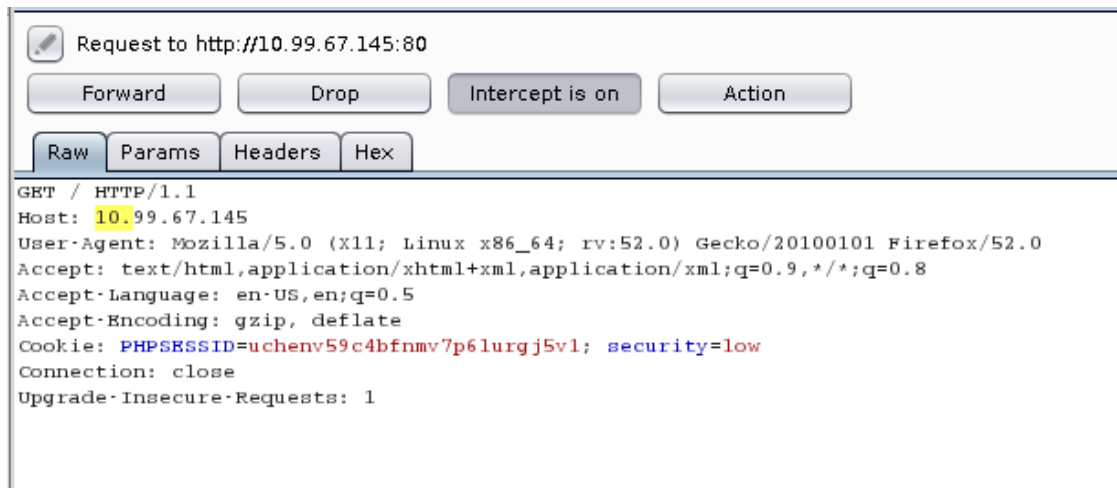 Request to http://10.99.67.145:80
Forward Drop Intercept is on Action
Raw Params Headers Hex
GET / HTTP/1.1
Host: 10.99.67.145
User-Agent: Mozilla/5.0 (X11; Linux x86_64; rv:52.0) Gecko/20100101 Firefox/52.0
Accept: text/html,application/xhtml+xml,application/xml;q=0.9,*/*;q=0.8
Accept-Language: en-US,en;q=0.5
Accept-Encoding: gzip, deflate
Cookie: PHPSESSID=uchenv59c4bfnmv7p6lurgj5v1; security=low
Connection: close
Upgrade-Insecure-Requests: 1